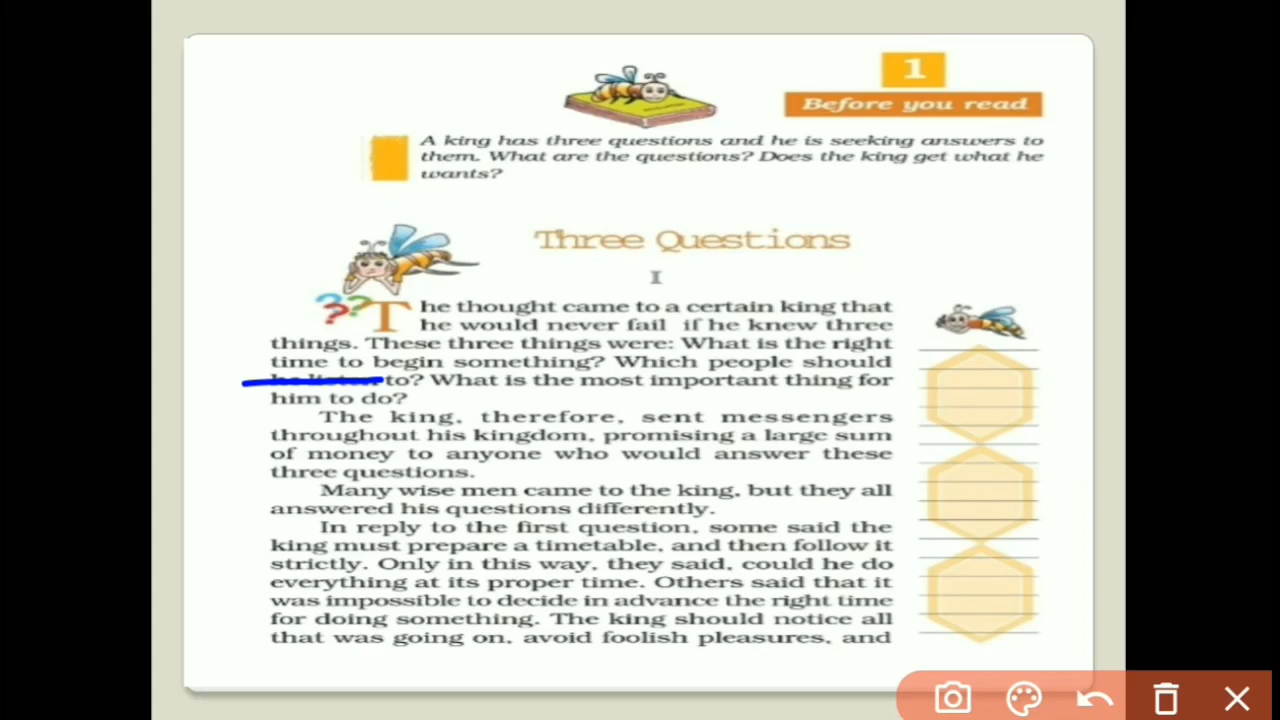 1
Before you read
A king has three questions and he is seeking answers to
them. What are the questions? Does the king get what he
wants?
Three Questions
I
The thought came to a certain king that
he would never fail if he knew three
things. These three things were: What is the right
time to begin something? Which people should
he listen to? What is the most important thing for
him to do?
The king, therefore, sent messengers
throughout his kingdom, promising a large sum
of money to anyone who would answer these
three questions.
Many wise men came to the king, but they all
answered his questions differently.
In reply to the first question, some said the
king must prepare a timetable, and then follow it
strictly. Only in this way, they said, could he do
everything at its proper time. Others said that it
was impossible to decide in advance the right time
for doing something. The king should notice all
that was going on, avoid foolish pleasures, and